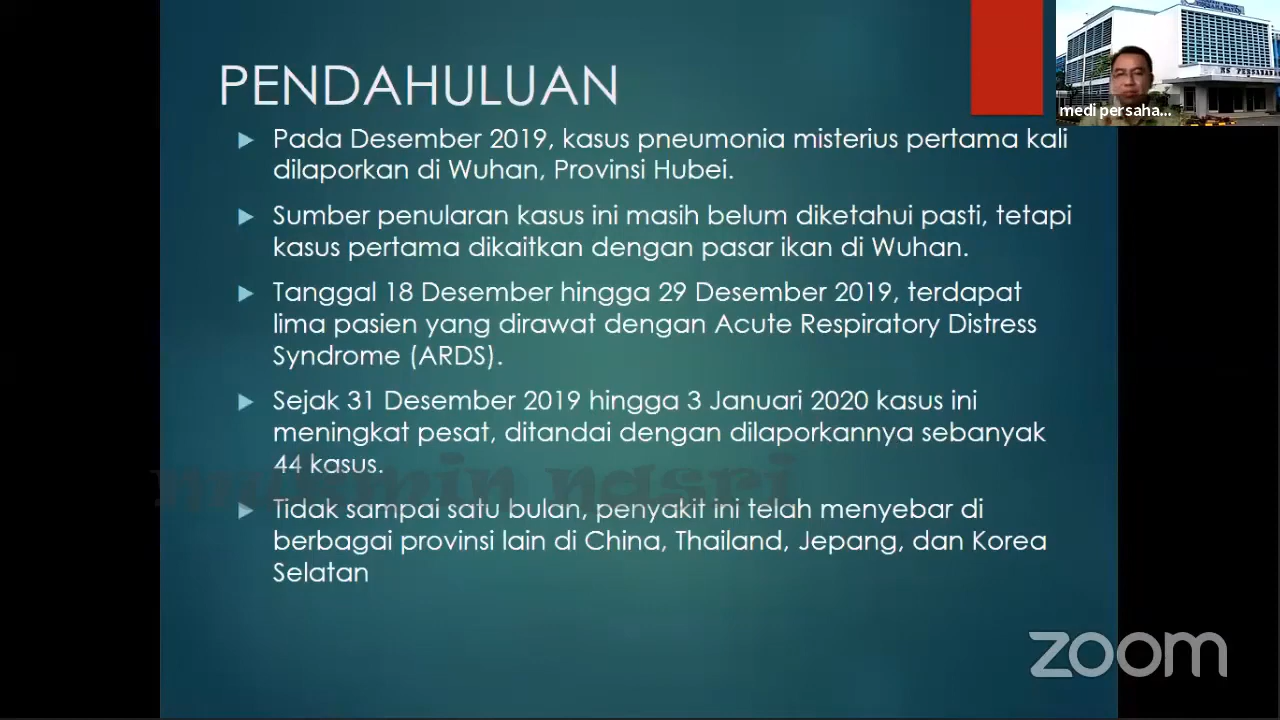 PENDAHULUAN
Pada Desember 2019, kasus pneumonia misterius pertama kali
dilaporkan di Wuhan, Provinsi Hubei.
Sumber penularan kasus ini masih belum diketahui pasti, tetapi
kasus pertama dikaitkan dengan pasar ikan di Wuhan.
Tanggal 18 Desember hingga 29 Desember 2019, terdapat
lima pasien yang dirawat dengan Acute Respiratory Distress
Syndrome (ARDS).
Sejak 31 Desember 2019 hingga 3 Januari 2020 kasus ini
meningkat pesat, ditandai dengan dilaporkannya sebanyak
44 kasus.
Tidak sampai satu bulan, penyakit ini telah menyebar di
berbagai provinsi lain di China, Thailand, Jepang, dan Korea
Selatan
nasri
medi persaha...
zoom